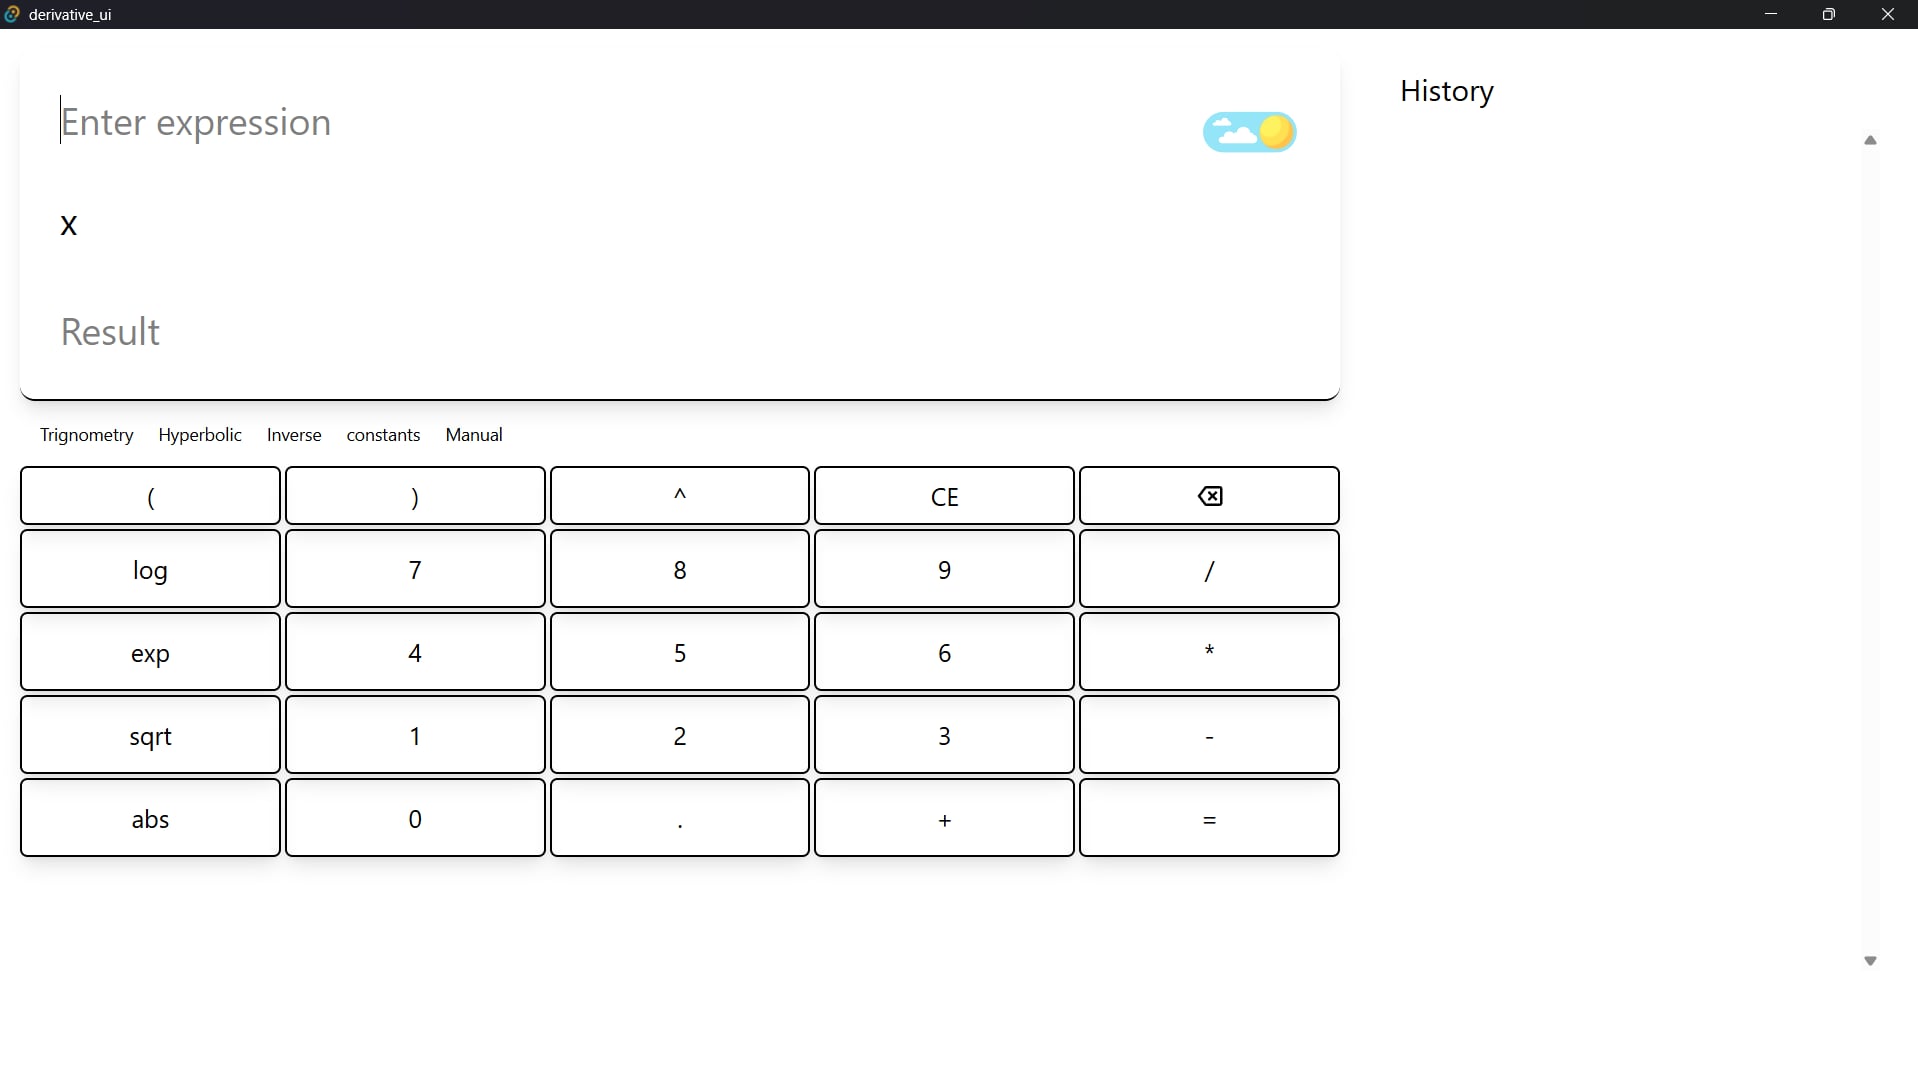 derivative_ui
Enter expression
x
Result
History
Trignometry Hyperbolic Inverse constants Manual
( ) ^ CE
log 7 8 9 /
exp 4 5 6 *
sqrt 1 2 3 -
abs 0 . + =